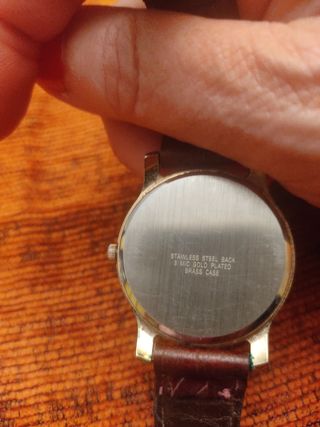 STAINLESS STEEL BACK
3 MIC GOLD PLATED
BRASS CASE